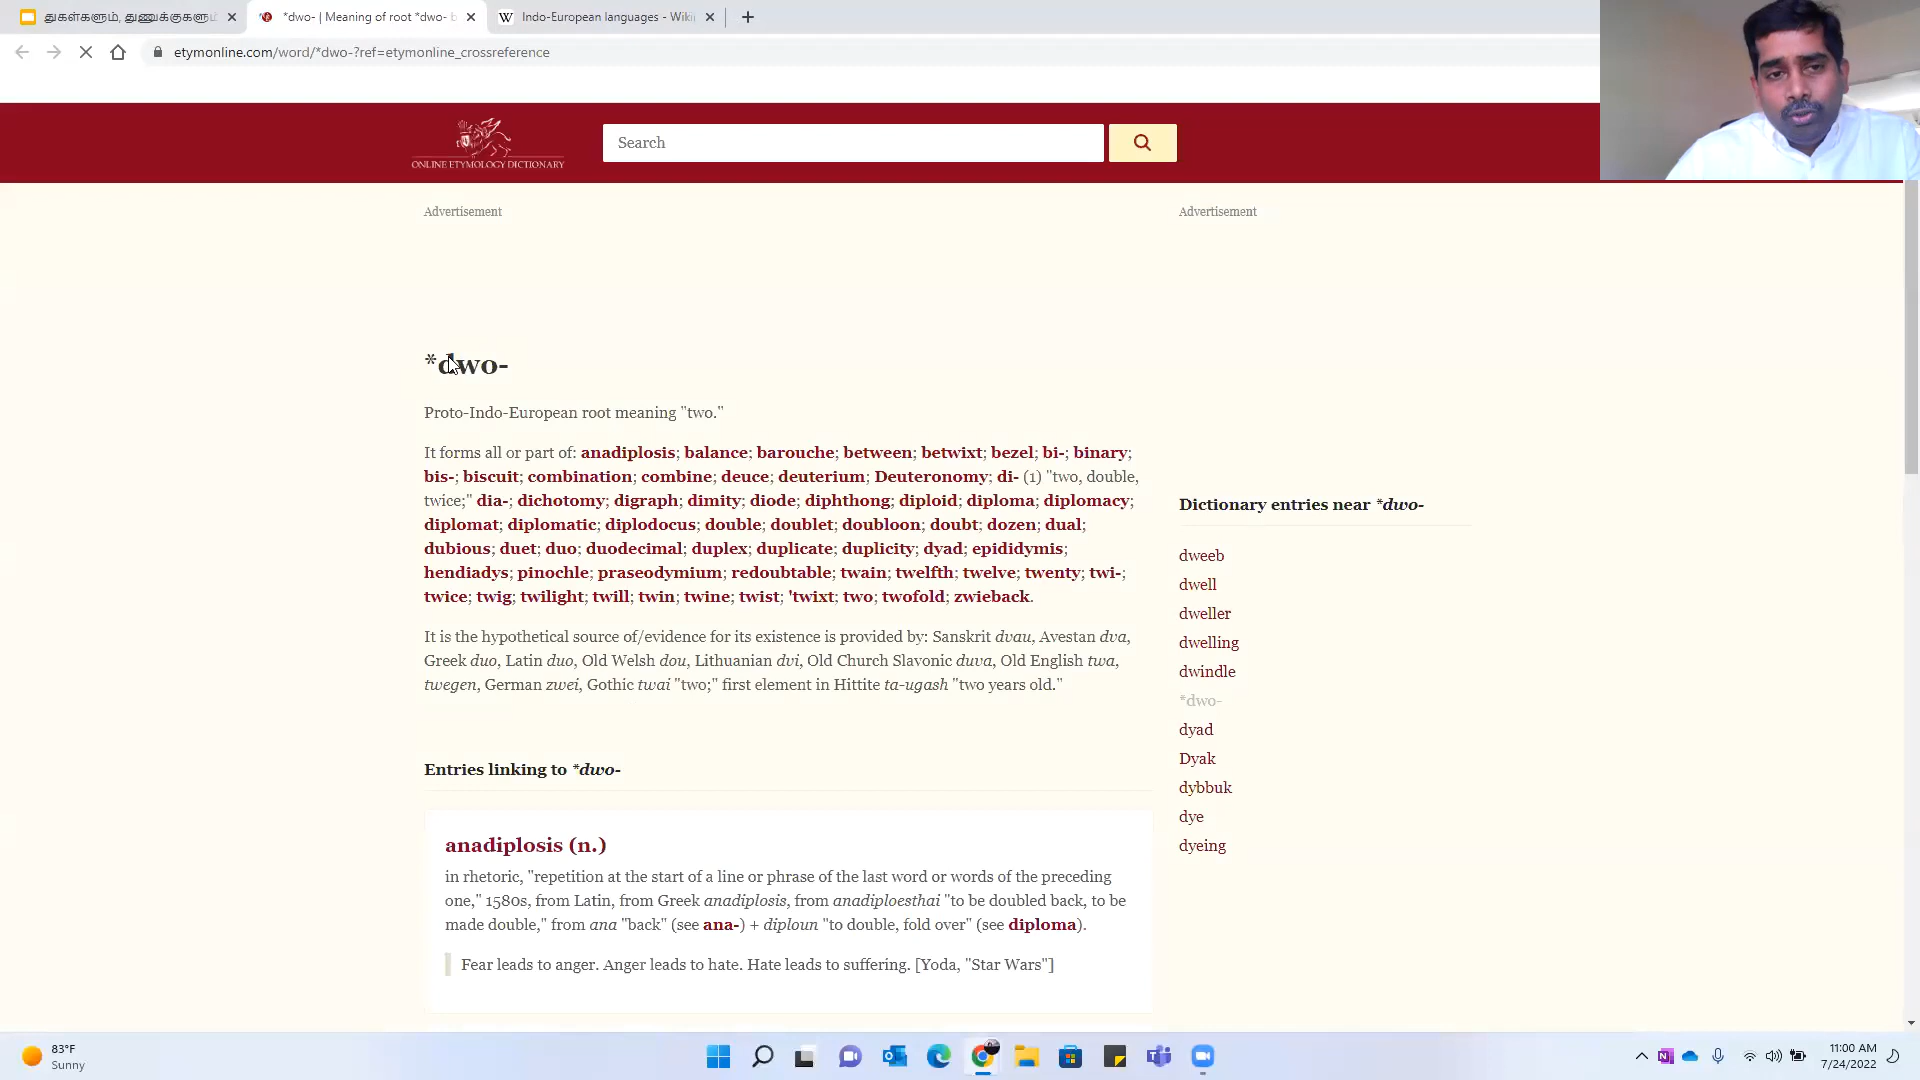 துகள்களும், துணுக்குகளும்
*dwo- | Meaning of root *dwo- b
Indo-European languages - Wiki
etymonline.com/word/*dwo-?ref=etymonline_crossreference
ONLINE ETYMOLOGY DICTIONARY
Search
Advertisement
Advertisement
*dwo-
Proto-Indo-European root meaning "two."
It forms all or part of: anadiplosis; balance; barouche; between; betwixt; bezel; bi-; binary;
bis-; biscuit; combination; combine; deuce; deuterium; Deuteronomy; di- (1) "two, double,
twice;" dia-; dichotomy; digraph; dimity; diode; diphthong; diploid; diploma; diplomacy;
diplomat; diplomatic; diplodocus; double; doublet; doubloon; doubt; dozen; dual;
dubious; duet; duo; duodecimal; duplex; duplicate; duplicity; dyad; epididymis;
hendiadys; pinochle; praseodymium; redoubtable; twain; twelfth; twelve; twenty; twi-;
twice; twig; twilight; twill; twin; twine; twist; 'twixt; two; twofold; zwieback.
It is the hypothetical source of/evidence for its existence is provided by: Sanskrit dvau, Avestan dva,
Greek duo, Latin duo, Old Welsh dou, Lithuanian dvi, Old Church Slavonic duva, Old English twa,
twegen, German zwei, Gothic twai "two;" first element in Hittite ta-ugash "two years old."
Entries linking to *dwo-
anadiplosis (n.)
in rhetoric, "repetition at the start of a line or phrase of the last word or words of the preceding
one," 1580s, from Latin, from Greek anadiplosis, from anadiploesthai "to be doubled back, to be
made double," from ana "back" (see ana-) + diploun "to double, fold over" (see diploma).
Fear leads to anger. Anger leads to hate. Hate leads to suffering. [Yoda, "Star Wars"]
Dictionary entries near *dwo-
dweeb
dwell
dweller
dwelling
dwindle
*dwo-
dyad
Dyak
dybbuk
dye
dyeing
83°F
Sunny
11:00 AM
7/24/2022